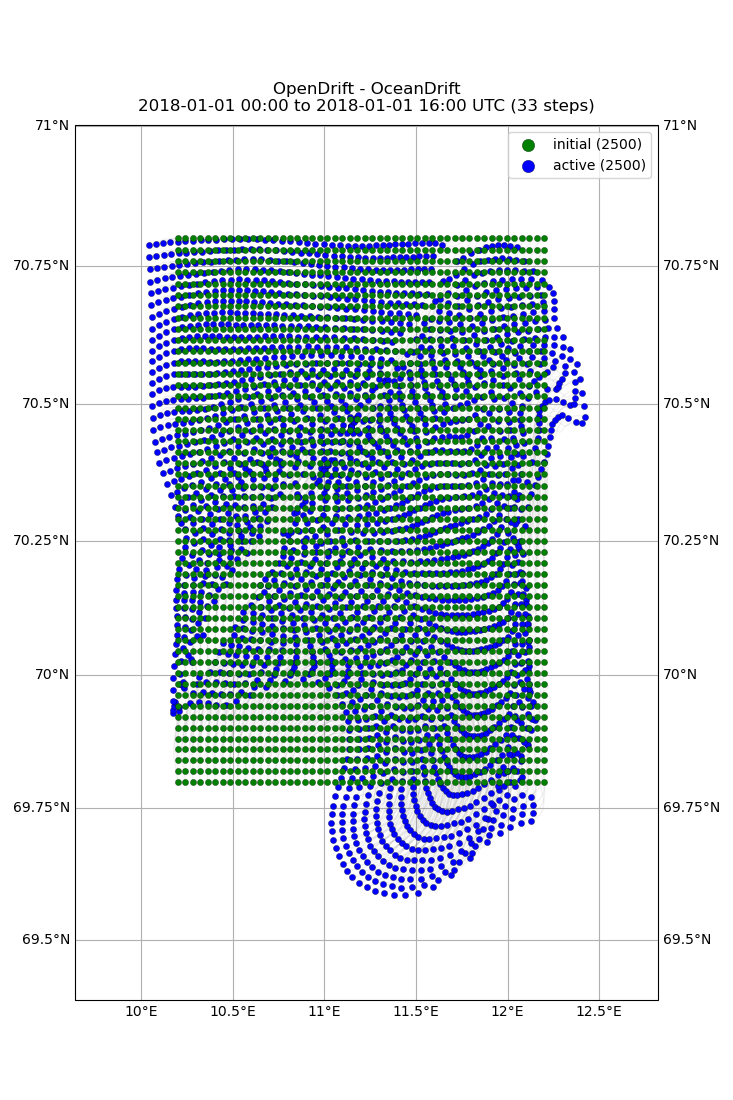 OpenDrift - OceanDrift
2018-01-01 00:00 to 2018-01-01 16:00 UTC (33 steps)
71°N 71°N
initial (2500)
active (2500)
70.75°N 70.75°N
70.5°N 70.5°N
70.25°N 70.25°N
70°N 70°N
69.75°N 69.75°N
69.5°N 69.5°N
10°E 10.5°E 11°E 11.5°E 12°E 12.5°E